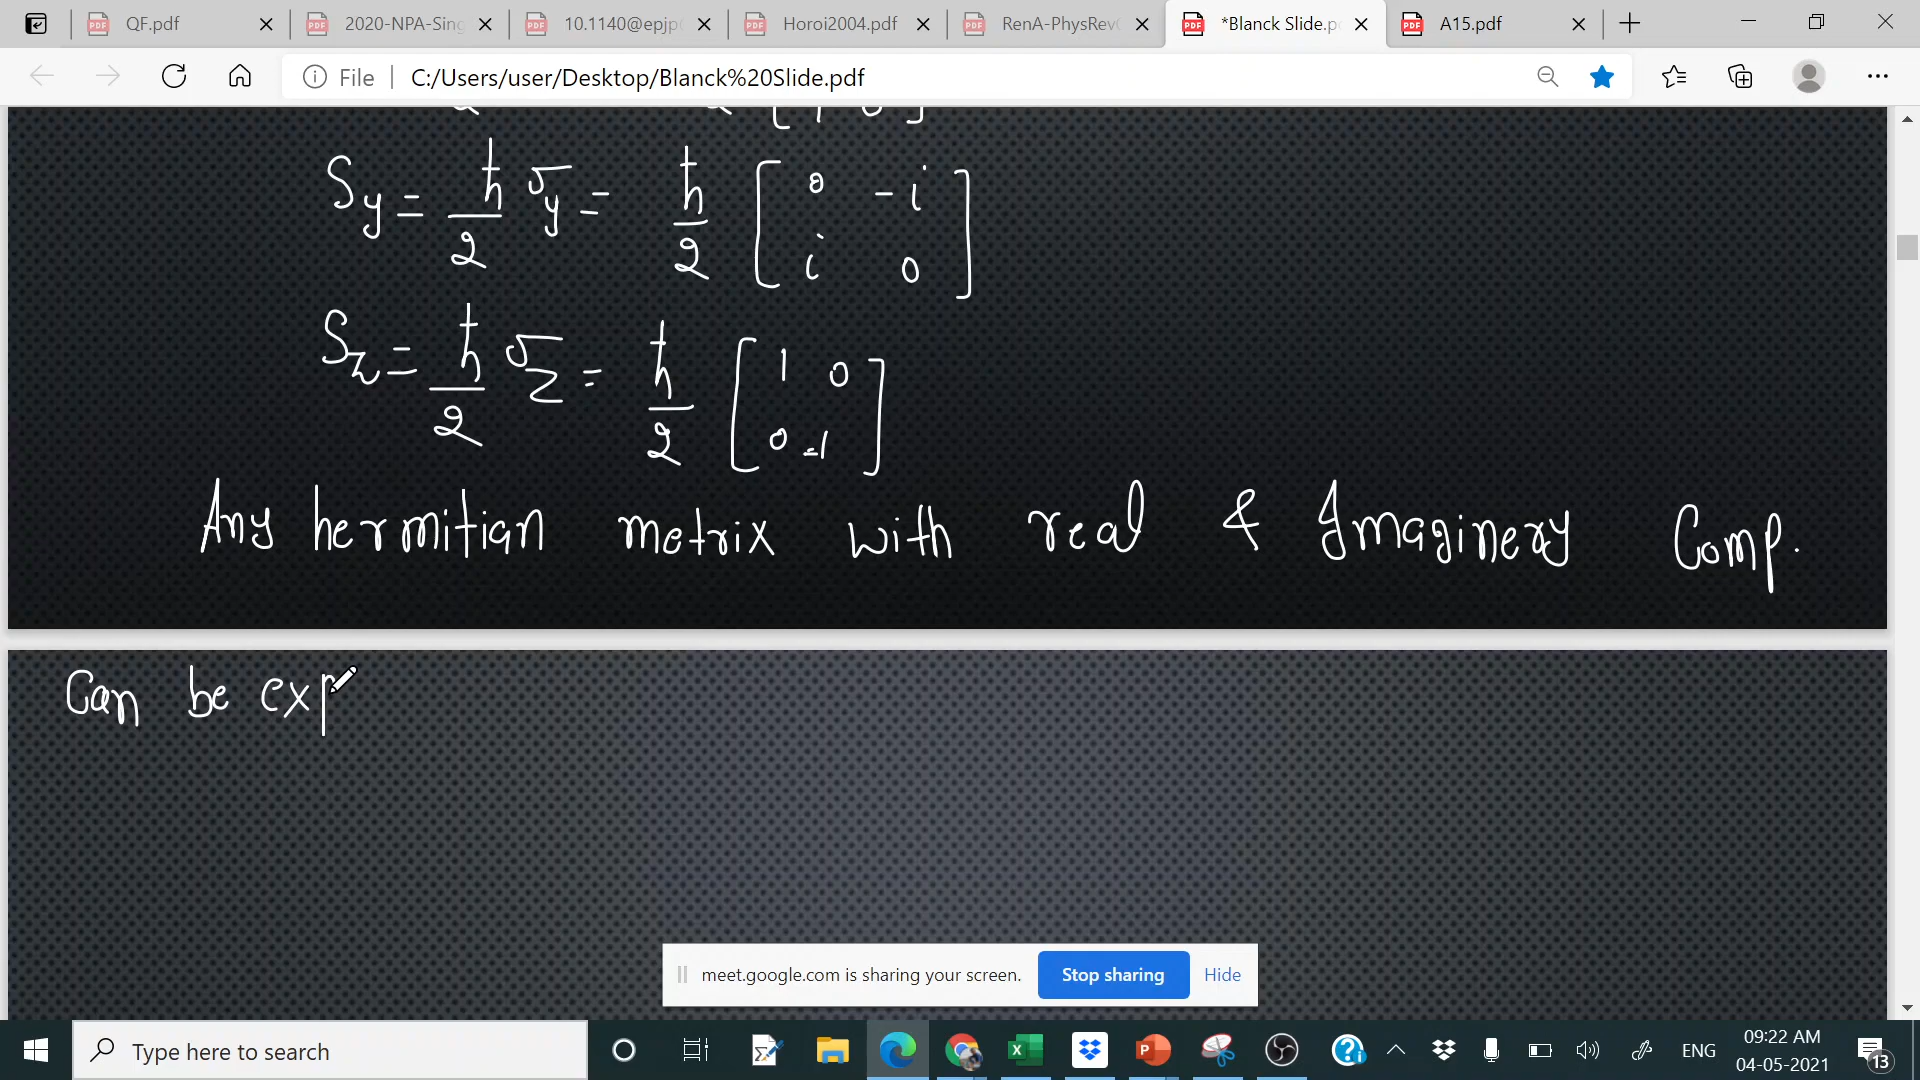 QF.pdf
2020-NPA-Sing
10.1140@epjp
Horoi2004.pdf
RenA-PhysRev
*Blanck Slide.p
A15.pdf
File
C:/Users/user/Desktop/Blanck%20Slide.pdf
Sy = ħ/2 σy = ħ/2 [0 -i
i 0]
Sz = ħ/2 σz = ħ/2 [1 0
0 -1]
Any hermitian metrix with real & Imaginery Comp.
Can be exp
meet.google.com is sharing your screen. Stop sharing Hide
Type here to search
ENG
09:22 AM
04-05-2021
13